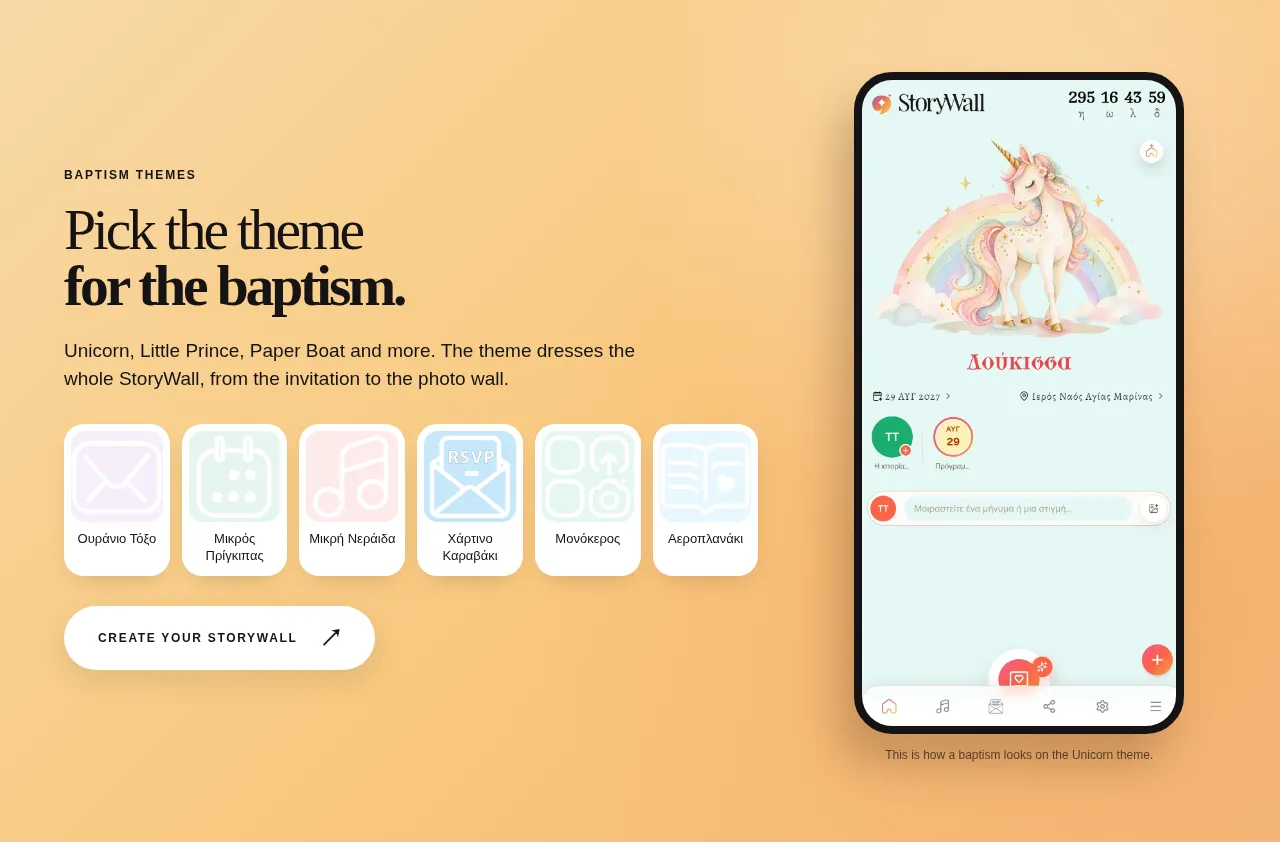 BAPTISM THEMES
Pick the theme
for the baptism.
Unicorn, Little Prince, Paper Boat and more. The theme dresses the
whole StoryWall, from the invitation to the photo wall.
RSVP
Ουράνιο Τόξο
Μικρός
Πρίγκιπας
Μικρή Νεράιδα
Χάρτινο
Καραβάκι
Μονόκερος
Αεροπλανάκι
CREATE YOUR STORYWALL
StoryWall
295 16 43 59
η ω λ δ
Δούκισσα
29 ΑΥΓ 2027
Ιερός Ναός Αγίας Μαρίνας
TT
ΑΥΓ
29
Η ιστορία...
Πρόγραμ...
TT
Μοιραστείτε ένα μήνυμα ή μια στιγμή...
This is how a baptism looks on the Unicorn theme.